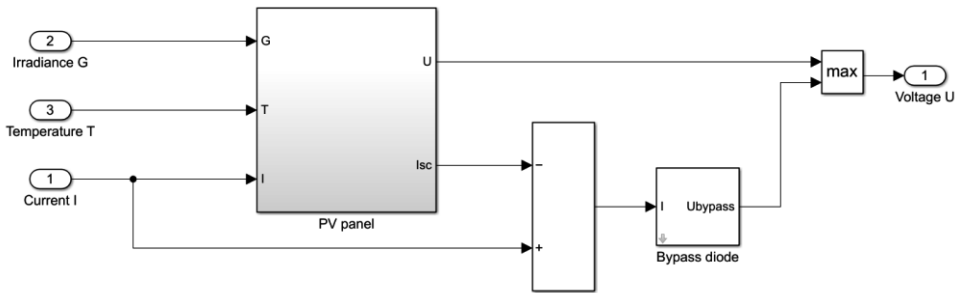 2
Irradiance G
3
Temperature T
1
Current I
G
T
I
U
Isc
PV panel
−
+
I
Ubypass
Bypass diode
max
1
Voltage U